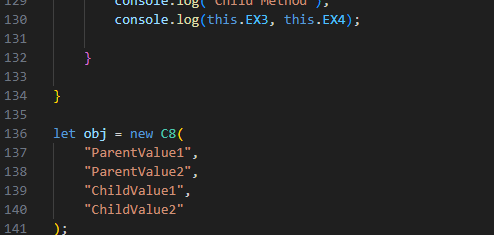 129 console.log("Child Method");
130 console.log(this.EX3, this.EX4);
131
132 }
133
134 }
135
136 let obj = new C8(
137 "ParentValue1",
138 "ParentValue2",
139 "ChildValue1",
140 "ChildValue2"
141 );